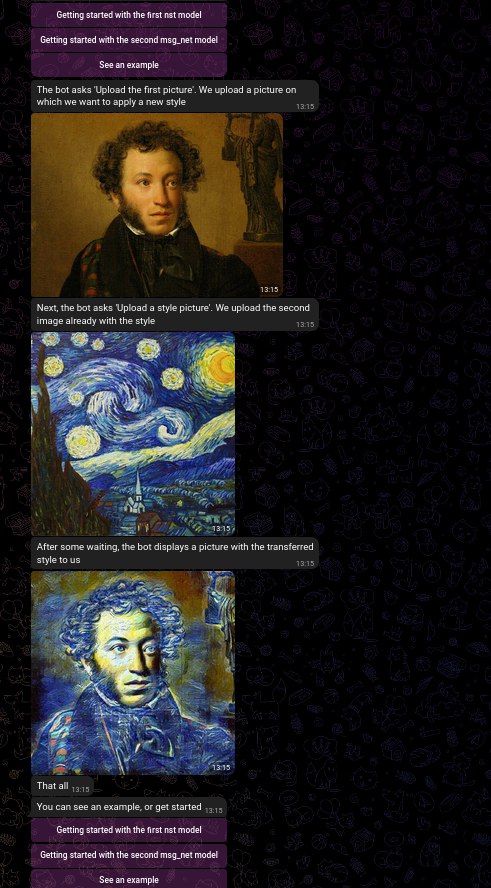 Getting started with the first nst model
Getting started with the second msg_net model
See an example
The bot asks 'Upload the first picture'. We upload a picture on
which we want to apply a new style
13:15
13:15
Next, the bot asks 'Upload a style picture'. We upload the second
image already with the style
13:15
13:15
After some waiting, the bot displays a picture with the transferred
style to us
13:15
13:15
That all 13:15
You can see an example, or get started 13:15
Getting started with the first nst model
Getting started with the second msg_net model
See an example